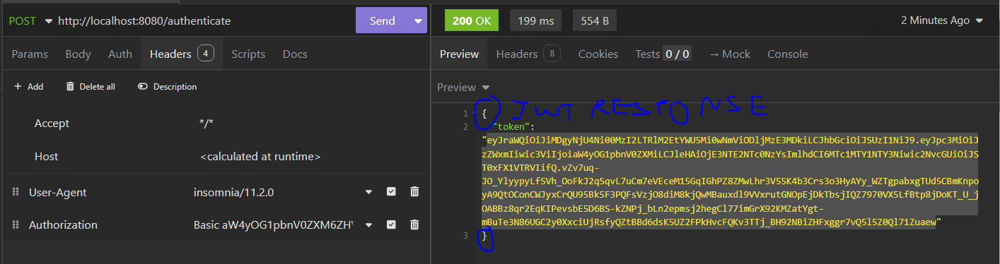 POST http://localhost:8080/authenticate Send 200 OK 199 ms 554 B 2 Minutes Ago
Params Body Auth Headers 4 Scripts Docs Preview Headers 8 Cookies Tests 0 / 0 → Mock Console
+ Add Delete all Description Preview
JWT RESPONSE
Accept */*
Host <calculated at runtime>
User-Agent insomnia/11.2.0
Authorization Basic aW4yOG1pbnV0ZXM6ZHV
1 {
2 "token":
"eyJraWQiOiJiMDgyNjU4Ni00MzI2LTRlM2EtYWU5Mi0wNmViODljMzE3MDkiLCJhbGciOiJSUzI1NiJ9.eyJpc3MiOiJ
zZWxmIiwic3ViIjoiaW4yOG1pbnV0ZXMiLCJleHAiOjE3NTE2NTc0NzYsImlhdCI6MTc1MTY1NTY3Niwic2NvcGUiOiJS
T0xFX1VTRVIifQ.vZv7uq-
JO_YlyypyLfSVh_OoFkJ2qSqvL7uCm7eVEceM15GqIGhPZ8ZMwLhr3V55K4b3Crs3o3HyAYy_WZTgpabxgTUd5CBmKnpo
yA9QtOConCWJyxCrQU95Bk5F3PQFsVzjO8diM8kjQwMBauxdl9VVxrutGNOpEjDkTbsjIQZ7970VX5LfBtp8jDoKT_U_j
OABBz8qr2EqKIPevsbE5D6BS-kZNPj_bLn2epmsj2hegCl77imGrX92KMZatYgt-
mBuTe3N86UGC2y0XxciUjRsfyQZtBBd6dsK5UZ2FPkHvcFQKv3TTj_BH92NBiZHFxggr7vQ5l5Z0Ql71Zuaew"
3 }